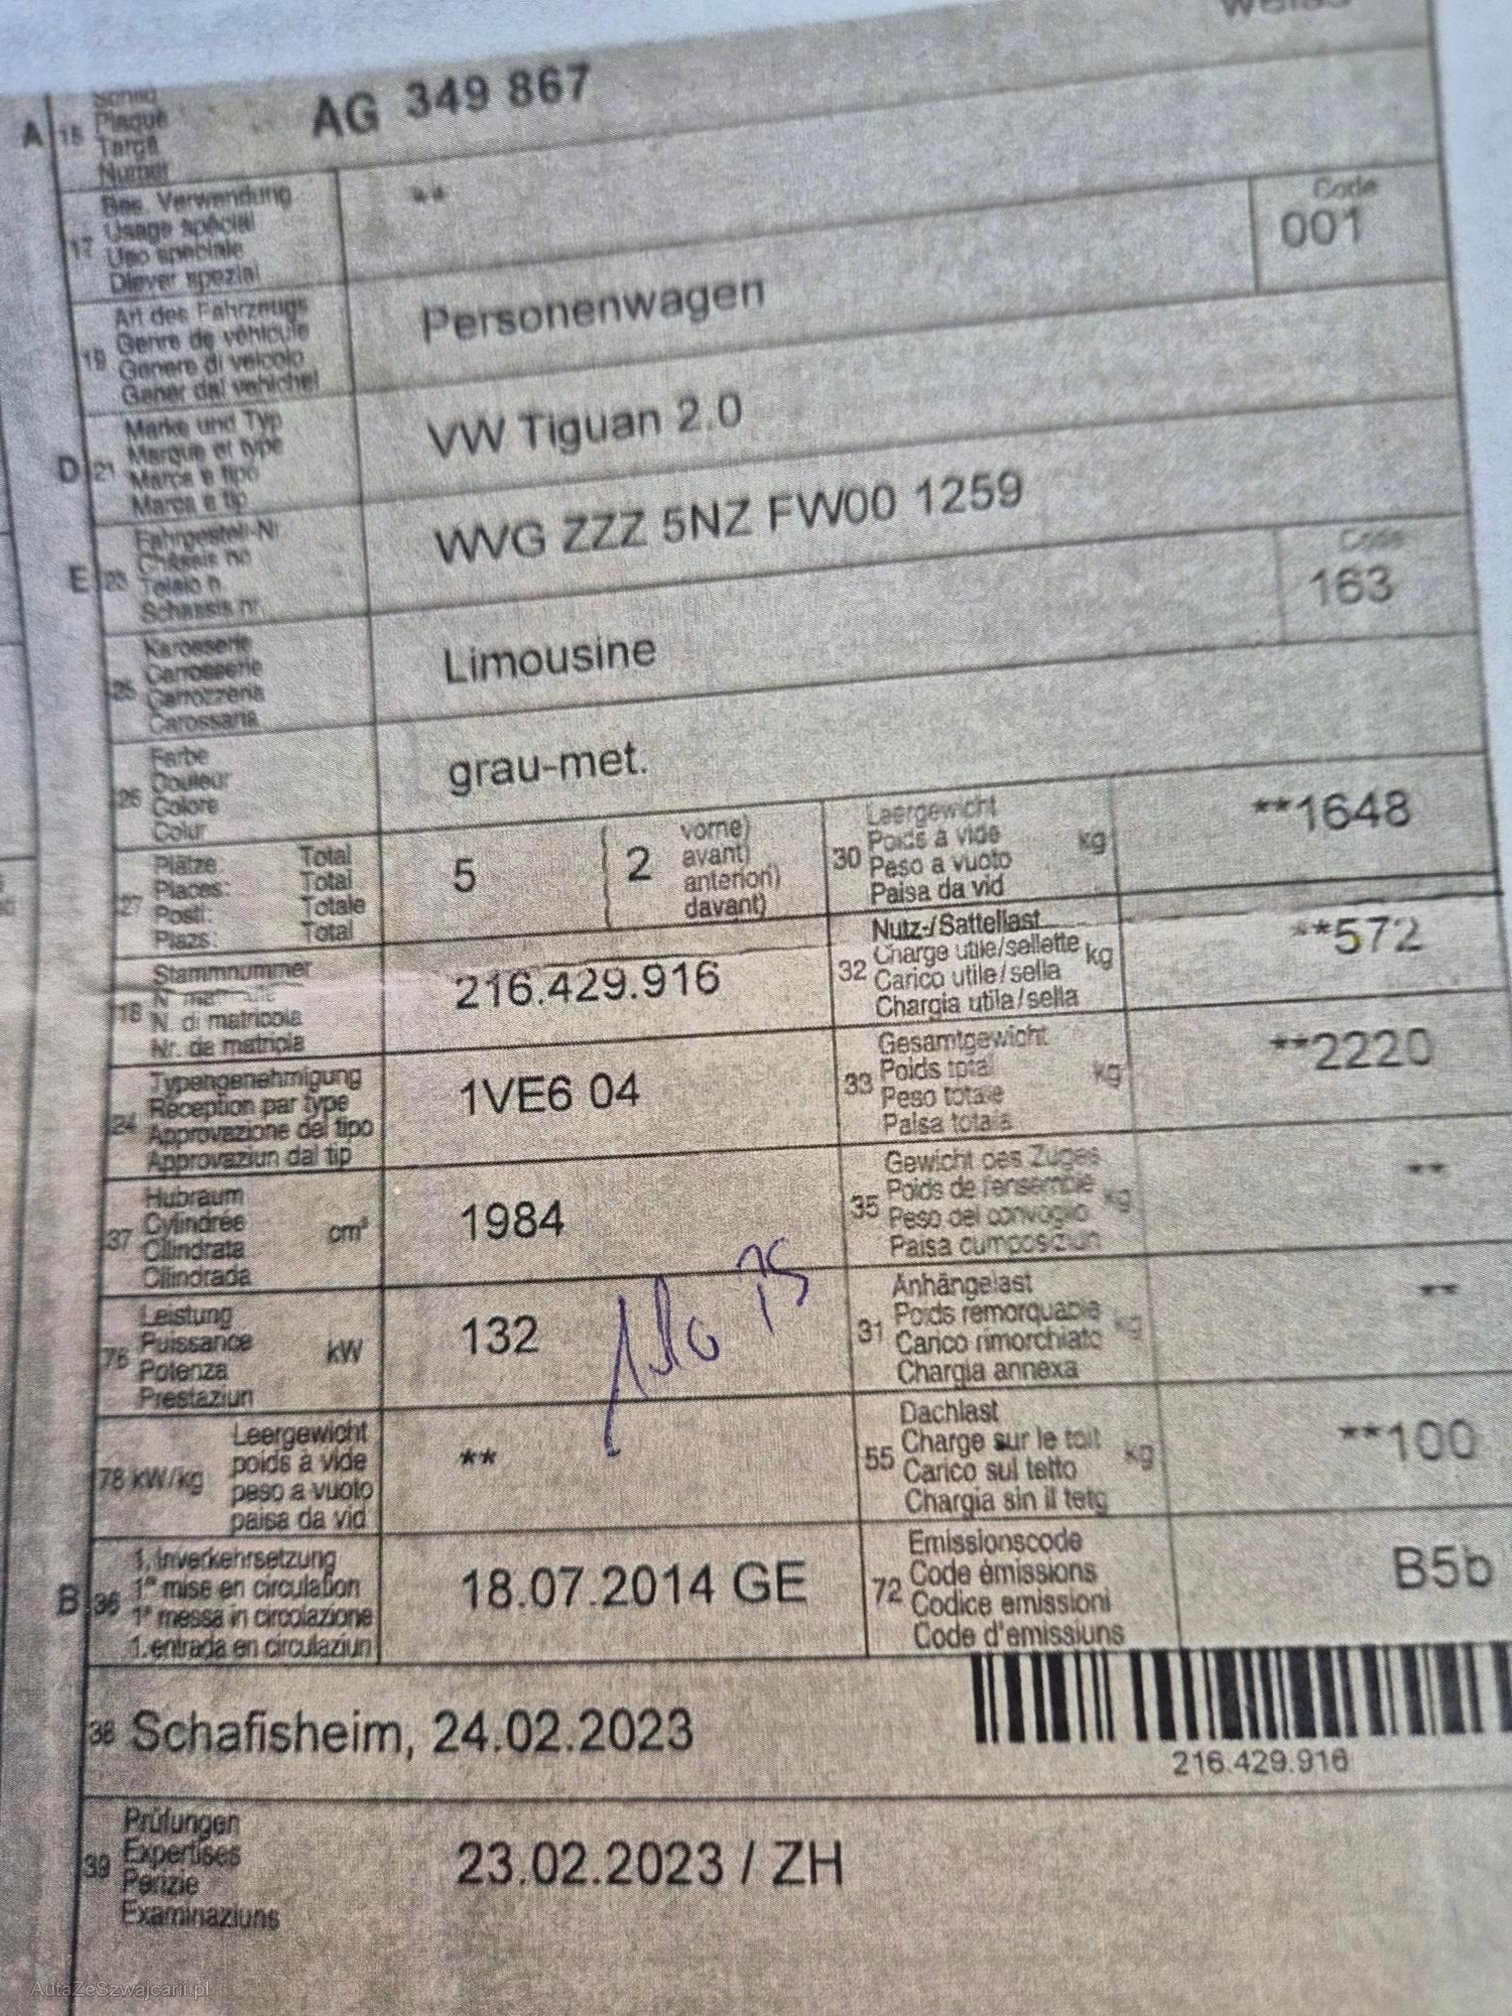 weiss
A 15 Schild
Plaque
Targa
Numer
AG 349 867
17 Bes. Verwendung
Usage spécial
Uso speciale
Diever spezial
**
19 Art des Fahrzeugs
Genre de véhicule
Genere di veicolo
Gener dal vehichel
Personenwagen
Code
001
D 21 Marke und Typ
Marque et type
Marca e tipo
Marca e tip
VW Tiguan 2.0
E 23 Fahrgestell-Nr.
Châssis no
Telaio n.
Schassis nr.
WVG ZZZ 5NZ FW00 1259
25 Karosserie
Carrosserie
Carrozzeria
Carossaria
Limousine
Code
163
26 Farbe
Couleur
Colore
Colur
grau-met.
27 Plätze Total
Places: Total
Posti: Totale
Plazs: Total
5 2 vorne)
avant)
anteriori)
davant)
30 Leergewicht
Poids à vide
Peso a vuoto
Paisa da vid
kg **1648
18 Stammnummer
N. matricule
N. di matricola
Nr. da matricla
216.429.916
32 Nutz-/Sattellast
Charge utile/sellette
Carico utile/sella
Chargia utila/sella
kg **572
24 Typengenehmigung
Réception par type
Approvazione del tipo
Approvaziun dal tip
1VE6 04
33 Gesamtgewicht
Poids total
Peso totale
Paisa totala
kg **2220
37 Hubraum
Cylindrée
Cilindrata
Cilindrada
cm³ 1984
35 Gewicht des Zuges
Poids de l'ensemble
Peso del convoglio
Paisa cumposiziun
kg **
76 Leistung
Puissance
Potenza
Prestaziun
kW 132
31 Anhängelast
Poids remorquable
Carico rimorchiato
Chargia annexa
kg **
78 kW/kg Leergewicht
poids à vide
peso a vuoto
paisa da vid
**
55 Dachlast
Charge sur le toit
Carico sul tetto
Chargia sin il tetg
kg **100
B 36 1. Inverkehrsetzung
1re mise en circulation
1a messa in circolazione
1. entrada en circulaziun
18.07.2014 GE
72 Emissionscode
Code émissions
Codice emissioni
Code d'emissiuns
B5b
38 Schafisheim, 24.02.2023
216.429.916
39 Prüfungen
Expertises
Perizie
Examinaziuns
23.02.2023 / ZH
AutaZeSzwajcarii.pl